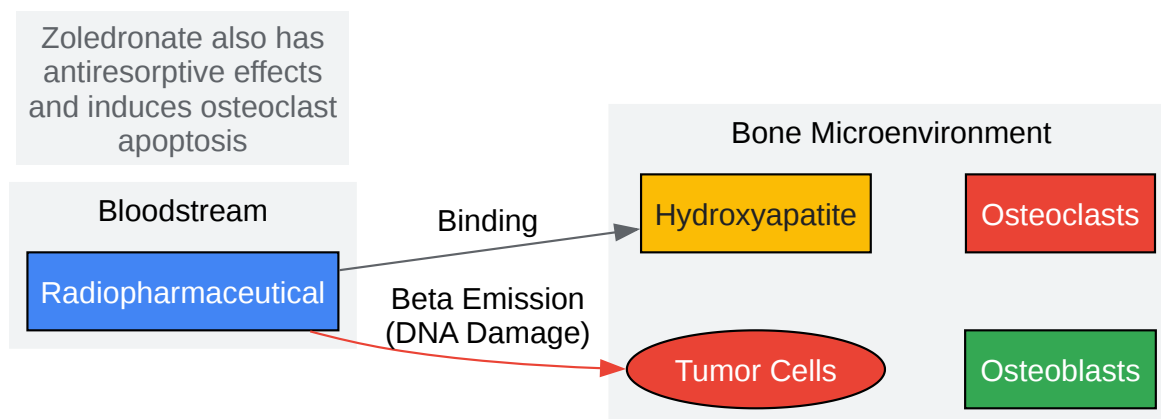 Zoledronate also has
antiresorptive effects
and induces osteoclast
apoptosis
Bloodstream
Radiopharmaceutical
Binding
Beta Emission
(DNA Damage)
Bone Microenvironment
Hydroxyapatite
Osteoclasts
Tumor Cells
Osteoblasts